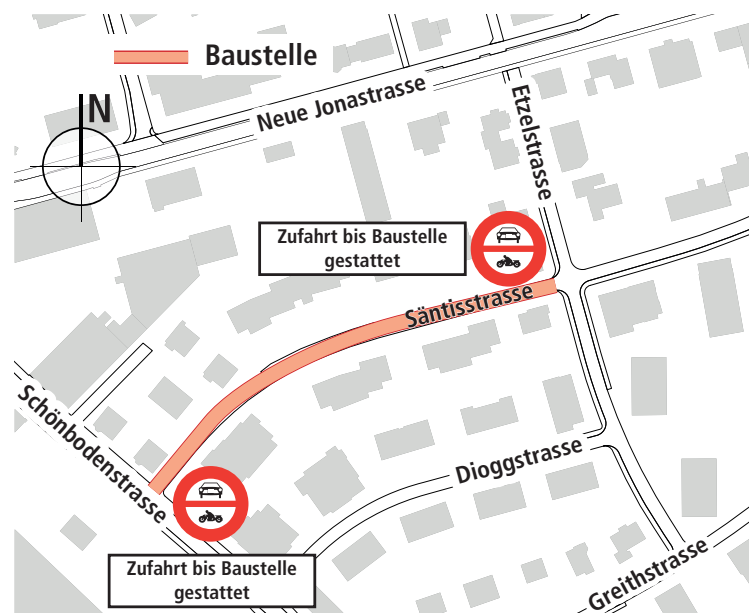 Baustelle
N
Neue Jonastrasse
Etzelstrasse
Zufahrt bis Baustelle
gestattet
Säntisstrasse
Schönbodenstrasse
Dioggstrasse
Zufahrt bis Baustelle
gestattet
Greithstrasse